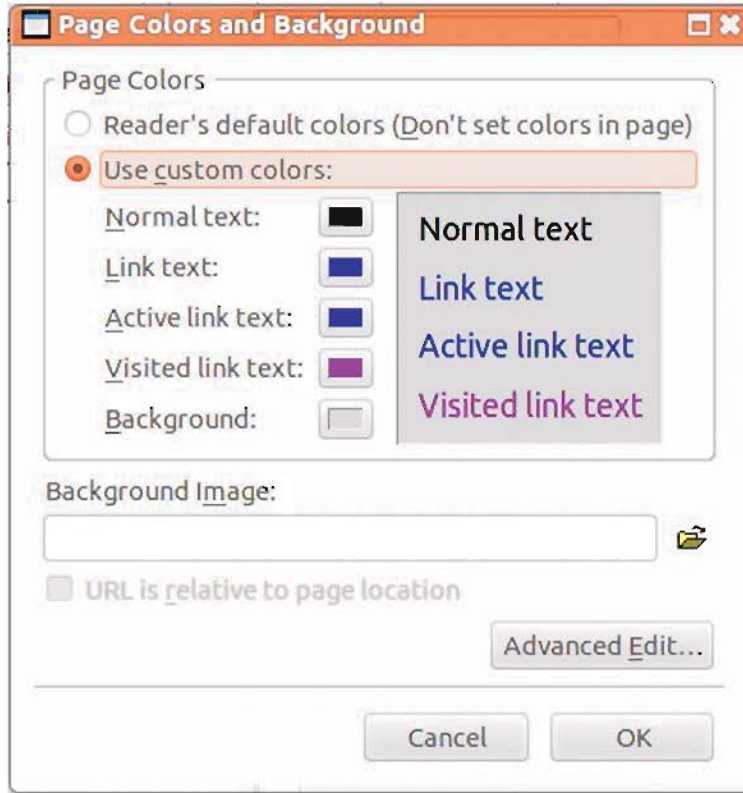 Page Colors and Background
Page Colors
Reader's default colors (Don't set colors in page)
Use custom colors:
Normal text:
Link text:
Active link text:
Visited link text:
Background:
Normal text
Link text
Active link text
Visited link text
Background Image:
URL is relative to page location
Advanced Edit...
Cancel
OK